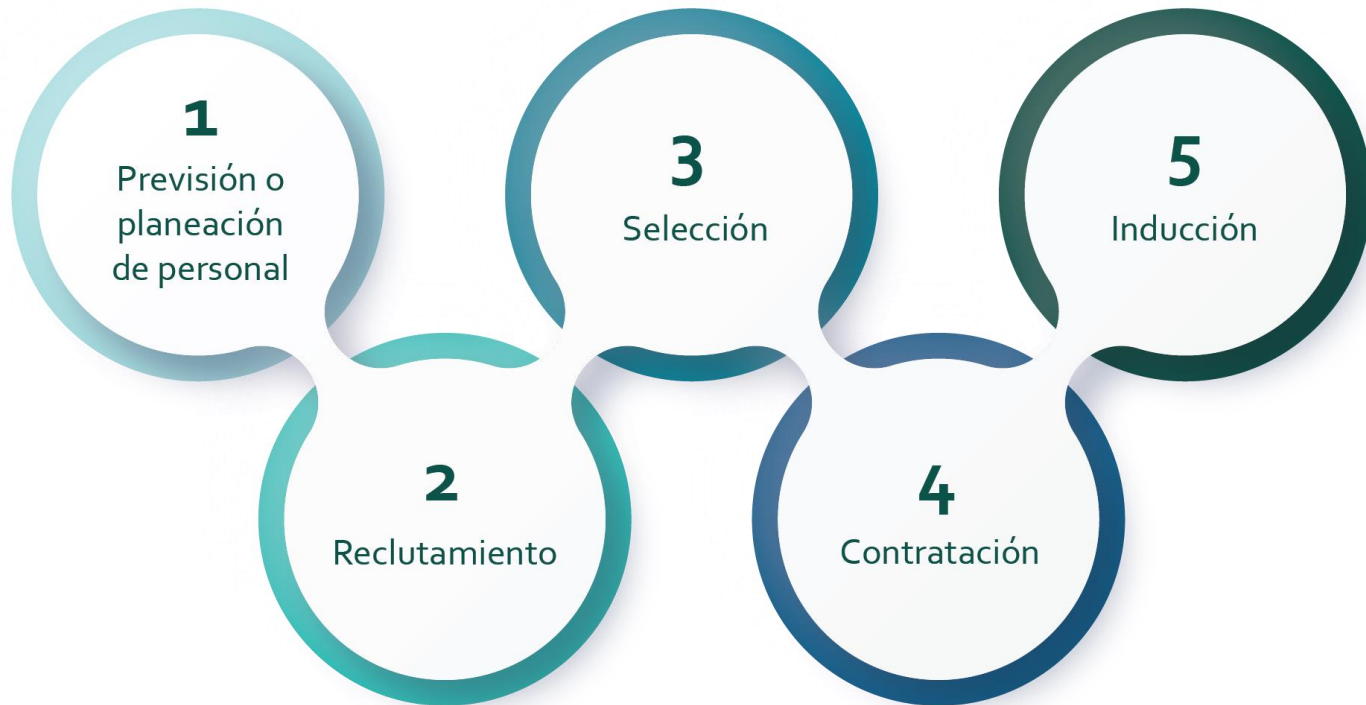 1
Previsión o
planeación
de personal
2
Reclutamiento
3
Selección
4
Contratación
5
Inducción